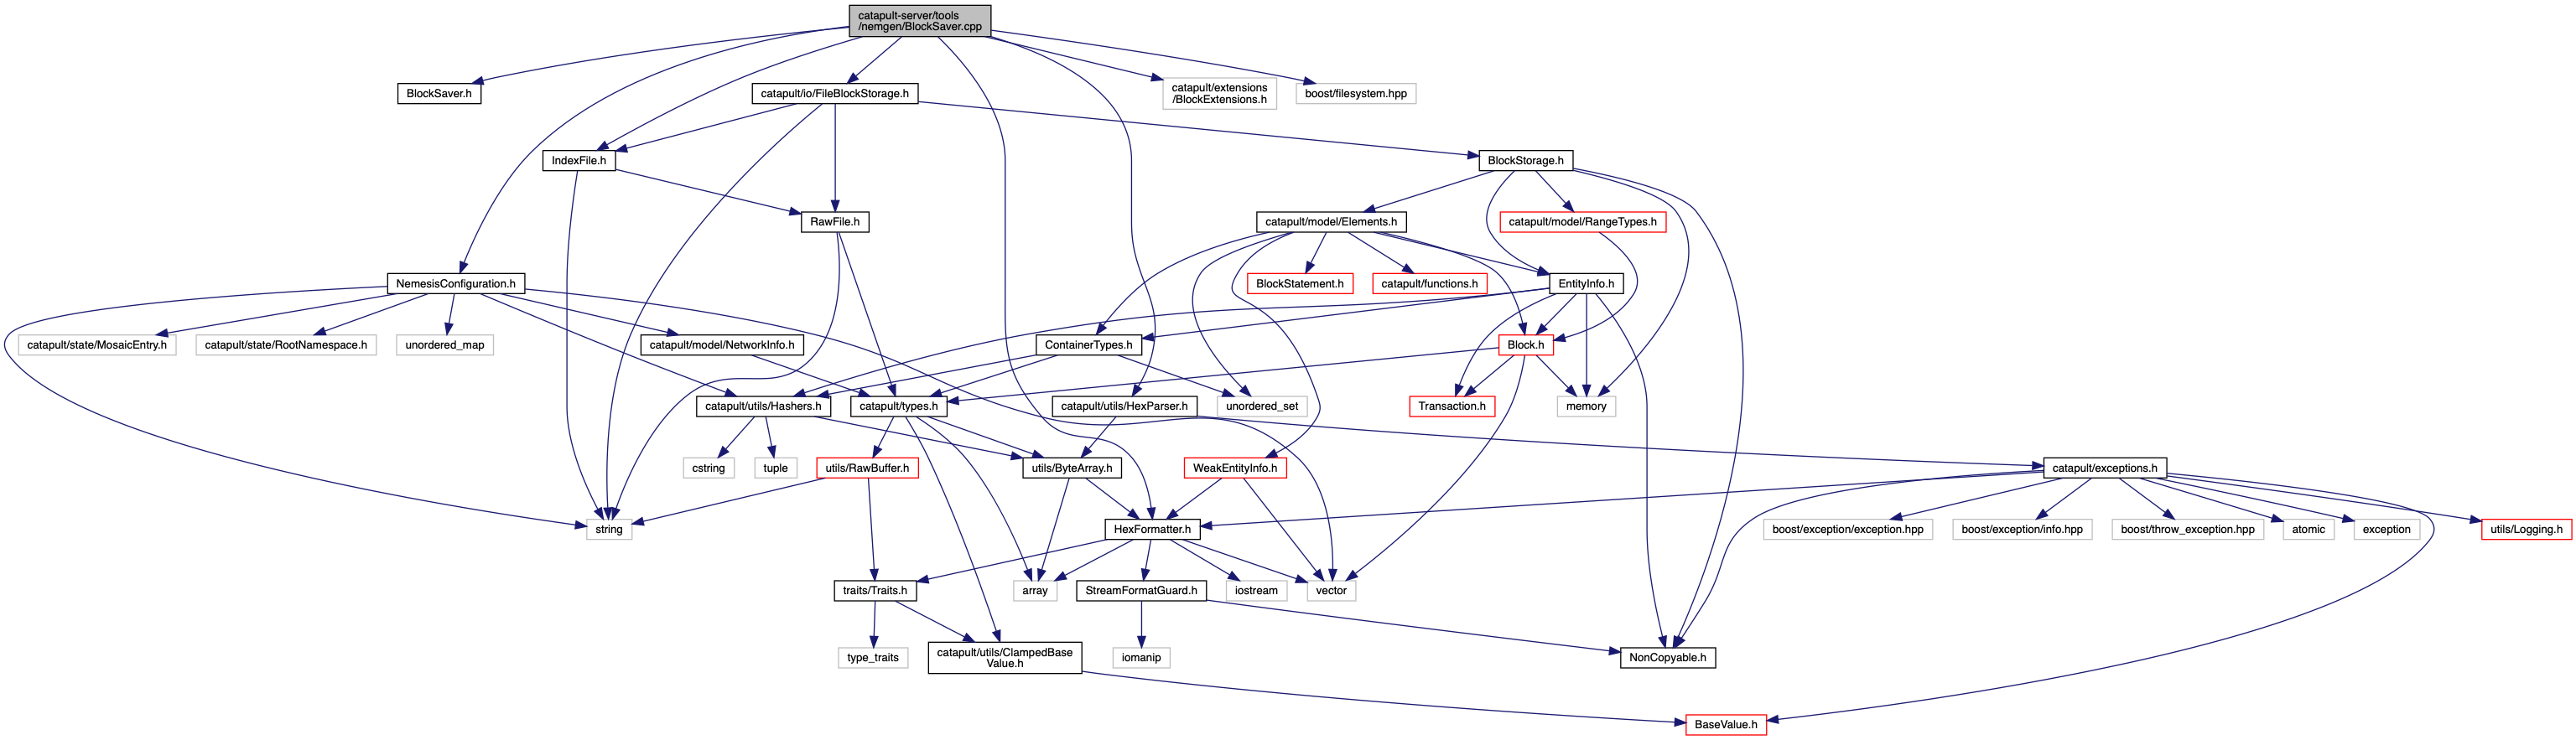 catapult-server/tools
/nemgen/BlockSaver.cpp
BlockSaver.h
catapult/io/FileBlockStorage.h
catapult/extensions
/BlockExtensions.h
boost/filesystem.hpp
IndexFile.h
BlockStorage.h
RawFile.h
catapult/model/Elements.h
catapult/model/RangeTypes.h
NemesisConfiguration.h
BlockStatement.h
catapult/functions.h
EntityInfo.h
catapult/state/MosaicEntry.h
catapult/state/RootNamespace.h
unordered_map
catapult/model/NetworkInfo.h
ContainerTypes.h
Block.h
catapult/utils/Hashers.h
catapult/types.h
catapult/utils/HexParser.h
unordered_set
Transaction.h
memory
cstring
tuple
utils/RawBuffer.h
utils/ByteArray.h
WeakEntityInfo.h
catapult/exceptions.h
string
HexFormatter.h
boost/exception/exception.hpp
boost/exception/info.hpp
boost/throw_exception.hpp
atomic
exception
utils/Logging.h
traits/Traits.h
array
StreamFormatGuard.h
iostream
vector
type_traits
catapult/utils/ClampedBase
Value.h
iomanip
NonCopyable.h
BaseValue.h